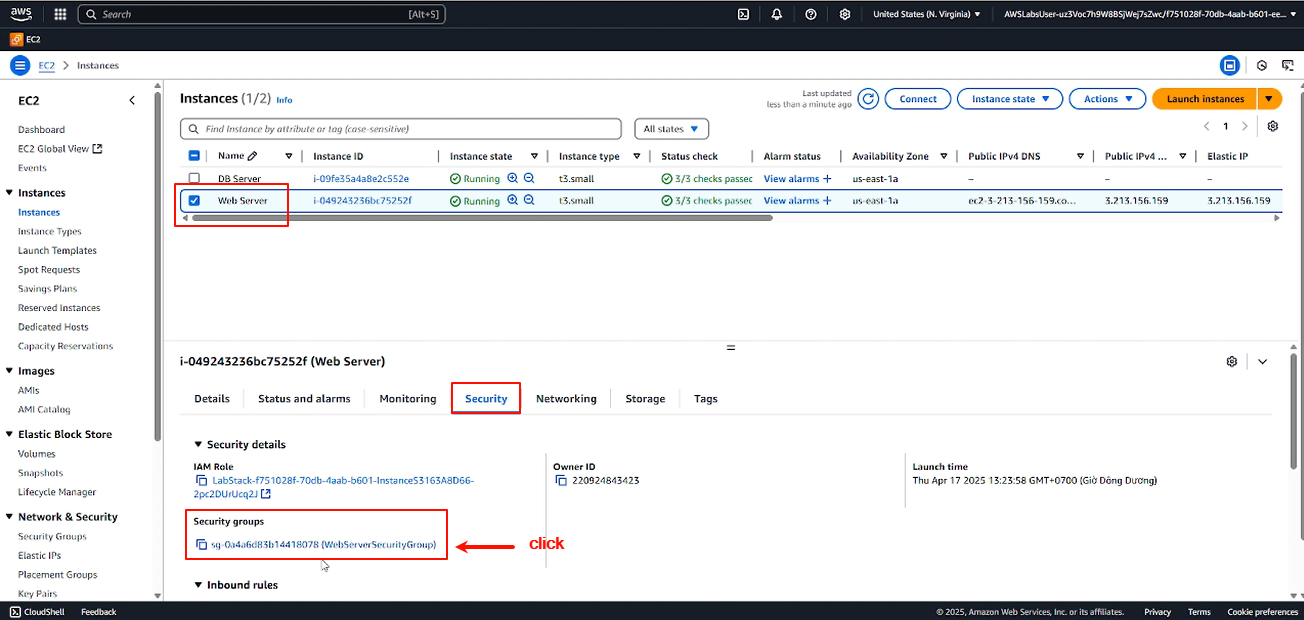 aws
Search [Alt+S]
United States (N. Virginia)
AWSLabsUser-uz3Voc7h9W8BSjWej7sZwc/f751028f-70db-4aab-b601-ee...
EC2
EC2 > Instances
EC2
Dashboard
EC2 Global View
Events
Instances
Instances
Instance Types
Launch Templates
Spot Requests
Savings Plans
Reserved Instances
Dedicated Hosts
Capacity Reservations
Images
AMIs
AMI Catalog
Elastic Block Store
Volumes
Snapshots
Lifecycle Manager
Network & Security
Security Groups
Elastic IPs
Placement Groups
Key Pairs
Instances (1/2) Info
Last updated
less than a minute ago
Connect
Instance state
Actions
Launch instances
Find Instance by attribute or tag (case-sensitive)
All states
1
Name Instance ID Instance state Instance type Status check Alarm status Availability Zone Public IPv4 DNS Public IPv4 ... Elastic IP
DB Server i-09fe35a4a8e2c552e Running t3.small 3/3 checks passec View alarms + us-east-1a – – –
Web Server i-049243236bc75252f Running t3.small 3/3 checks passec View alarms + us-east-1a ec2-3-213-156-159.co... 3.213.156.159 3.213.156.159
i-049243236bc75252f (Web Server)
Details Status and alarms Monitoring Security Networking Storage Tags
Security details
IAM Role
LabStack-f751028f-70db-4aab-b601-InstanceS3163A8D66-
2pc2DUrUcq2J
Owner ID
220924843423
Launch time
Thu Apr 17 2025 13:23:58 GMT+0700 (Giờ Đông Dương)
Security groups
sg-0a4a6d83b14418078 (WebServerSecurityGroup)
click
Inbound rules
CloudShell Feedback
© 2025, Amazon Web Services, Inc. or its affiliates. Privacy Terms Cookie preferences